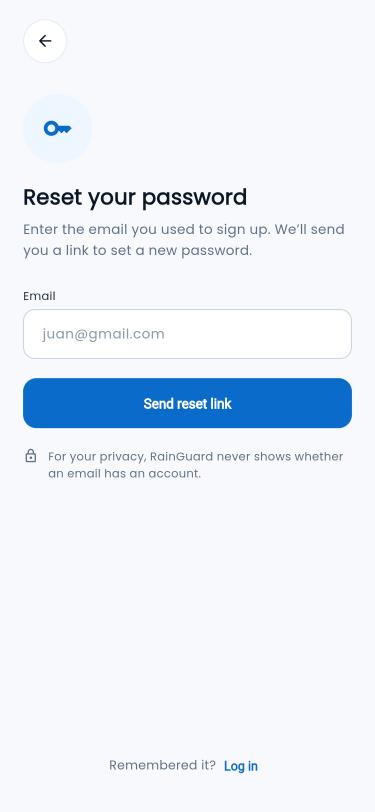 Reset your password
Enter the email you used to sign up. We’ll send
you a link to set a new password.
Email
juan@gmail.com
Send reset link
For your privacy, RainGuard never shows whether
an email has an account.
Remembered it? Log in